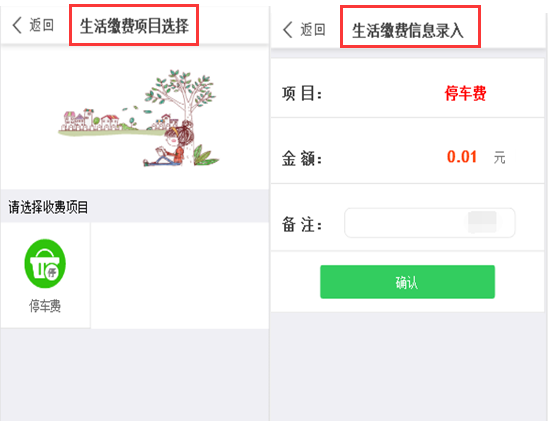 返回 生活缴费项目选择
请选择收费项目
停
停车费
返回 生活缴费信息录入
项目： 停车费
金额： 0.01 元
备注：
确认